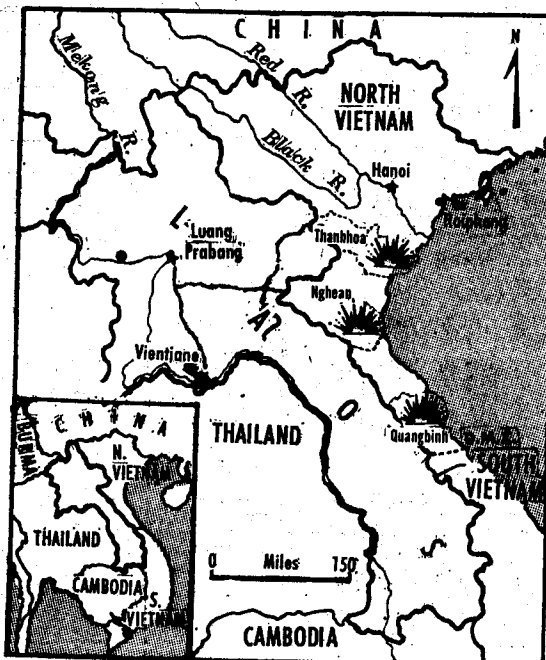 CHINA
N
Mekong
R.
Red
R.
Black R.
NORTH
VIETNAM
Hanoi
Haiphong
Thanhhoa
Nghean
Luang
Prabang
Vientiane
LAOS
THAILAND
Quangbinh
SOUTH
VIETNAM
0 Miles 150
CAMBODIA
CHINA
BURMA
N.
VIETNAM
THAILAND
CAMBODIA
S.
VIETNAM